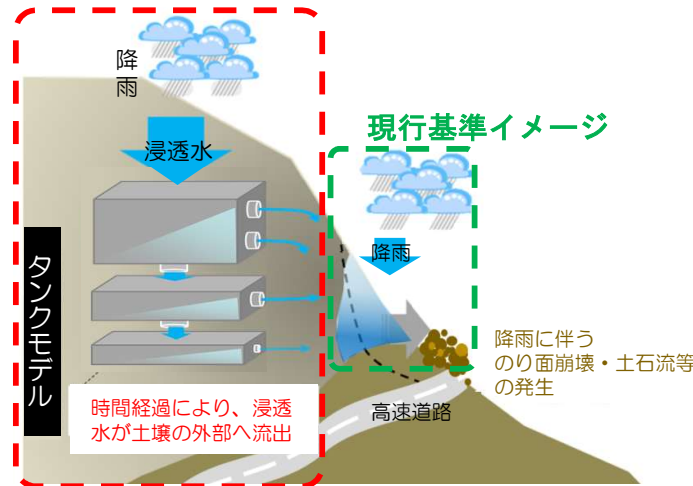 降
雨
浸透水
タンクモデル
時間経過により、浸透
水が土壌の外部へ流出
現行基準イメージ
降雨
降雨に伴う
のり面崩壊・土石流等
の発生
高速道路